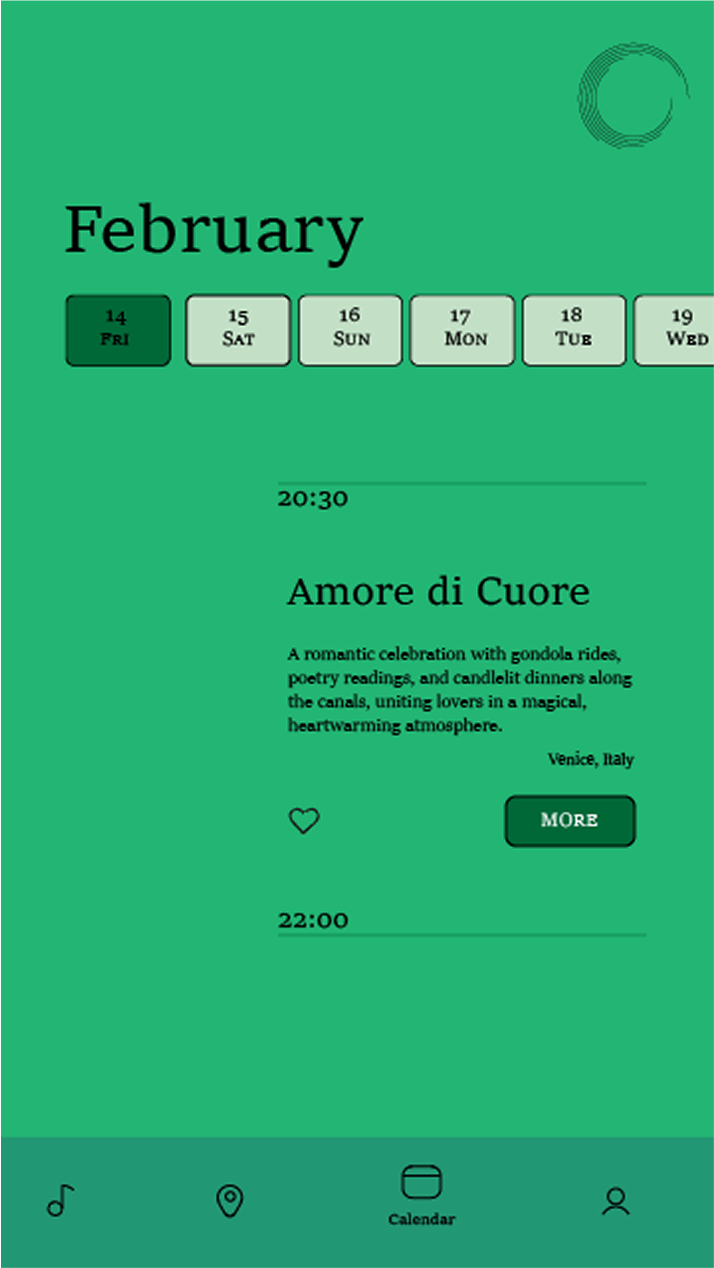 February
14 15 16 17 18 19
Fri Sat Sun Mon Tue Wed
20:30
Amore di Cuore
A romantic celebration with gondola rides,
poetry readings, and candlelit dinners along
the canals, uniting lovers in a magical,
heartwarming atmosphere.
Venice, Italy
MORE
22:00
Calendar